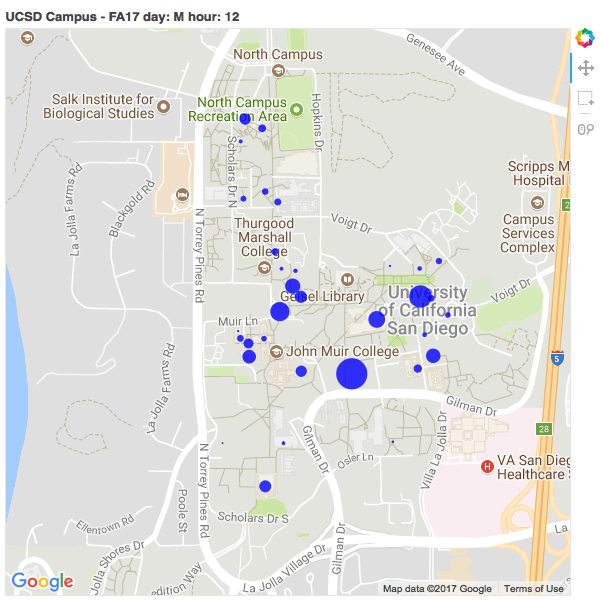 UCSD Campus - FA17 day: M hour: 12
Genesee Ave
North Campus
Salk Institute for
Biological Studies
North Campus
Recreation Area
Hopkins Dr
Scholars Dr N
Scripps M
Hospital
La Jolla Farms Rd
Blackgold Rd
2
N Torrey Pines Rd
Voigt Dr
Campus
Services
Complex
Thurgood
Marshall
College
Geisel Library
University
of California
San Diego
Voigt Dr
Muir Ln
John Muir College
5
La Jolla Farms Rd
Gilman Dr
28
N Torrey Pines Rd
Gilman Dr
Villa La Jolla Dr
Osler Ln
H
VA San Dieg
Healthcare S
Poole St
Ellentown Rd
Scholars Dr S
La
La Jolla Shores Dr
Gilman Dr
La Jolla Village Dr
edition Way
Google
Map data ©2017 Google
Terms of Use